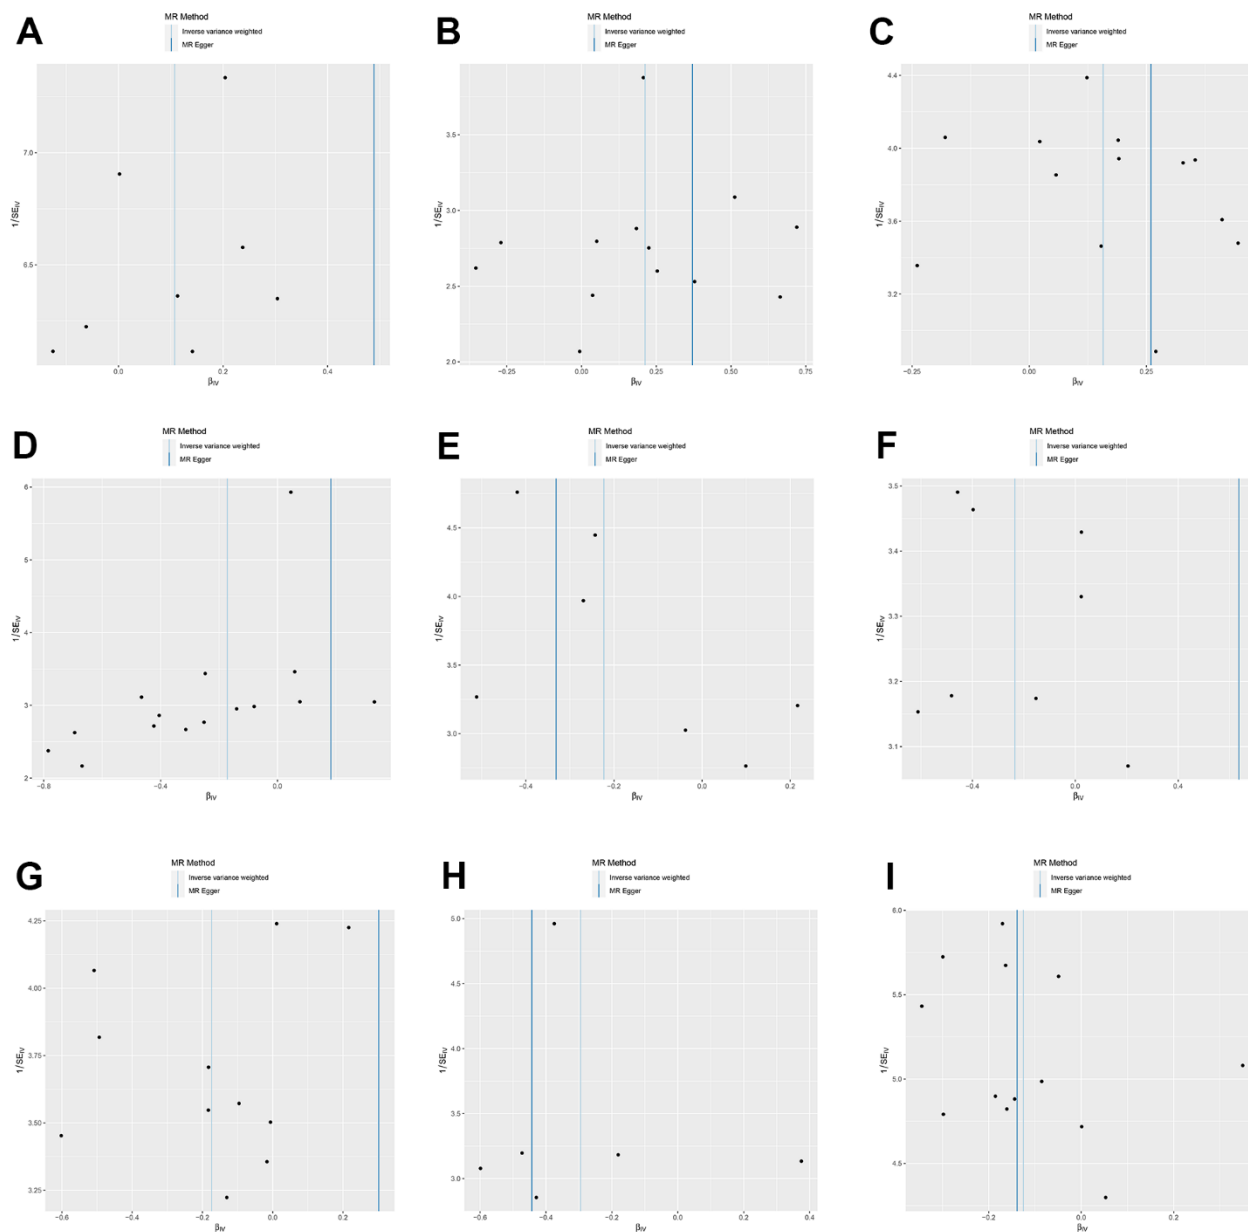 A
MR Method
Inverse variance weighted
MR Egger
7.0
6.5
1/SE_IV
0.0 0.2 0.4
β_IV
B
MR Method
Inverse variance weighted
MR Egger
3.5
3.0
2.5
2.0
1/SE_IV
−0.25 0.00 0.25 0.50 0.75
β_IV
C
MR Method
Inverse variance weighted
MR Egger
4.4
4.0
3.6
3.2
1/SE_IV
−0.25 0.00 0.25
β_IV
D
MR Method
Inverse variance weighted
MR Egger
6
5
4
3
2
1/SE_IV
−0.8 −0.4 0.0
β_IV
E
MR Method
Inverse variance weighted
MR Egger
4.5
4.0
3.5
3.0
1/SE_IV
−0.4 −0.2 0.0 0.2
β_IV
F
MR Method
Inverse variance weighted
MR Egger
3.5
3.4
3.3
3.2
3.1
1/SE_IV
−0.4 0.0 0.4
β_IV
G
MR Method
Inverse variance weighted
MR Egger
4.25
4.00
3.75
3.50
3.25
1/SE_IV
−0.6 −0.4 −0.2 0.0 0.2
β_IV
H
MR Method
Inverse variance weighted
MR Egger
5.0
4.5
4.0
3.5
3.0
1/SE_IV
−0.6 −0.4 −0.2 0.0 0.2 0.4
β_IV
I
MR Method
Inverse variance weighted
MR Egger
6.0
5.5
5.0
4.5
1/SE_IV
−0.2 0.0 0.2
β_IV